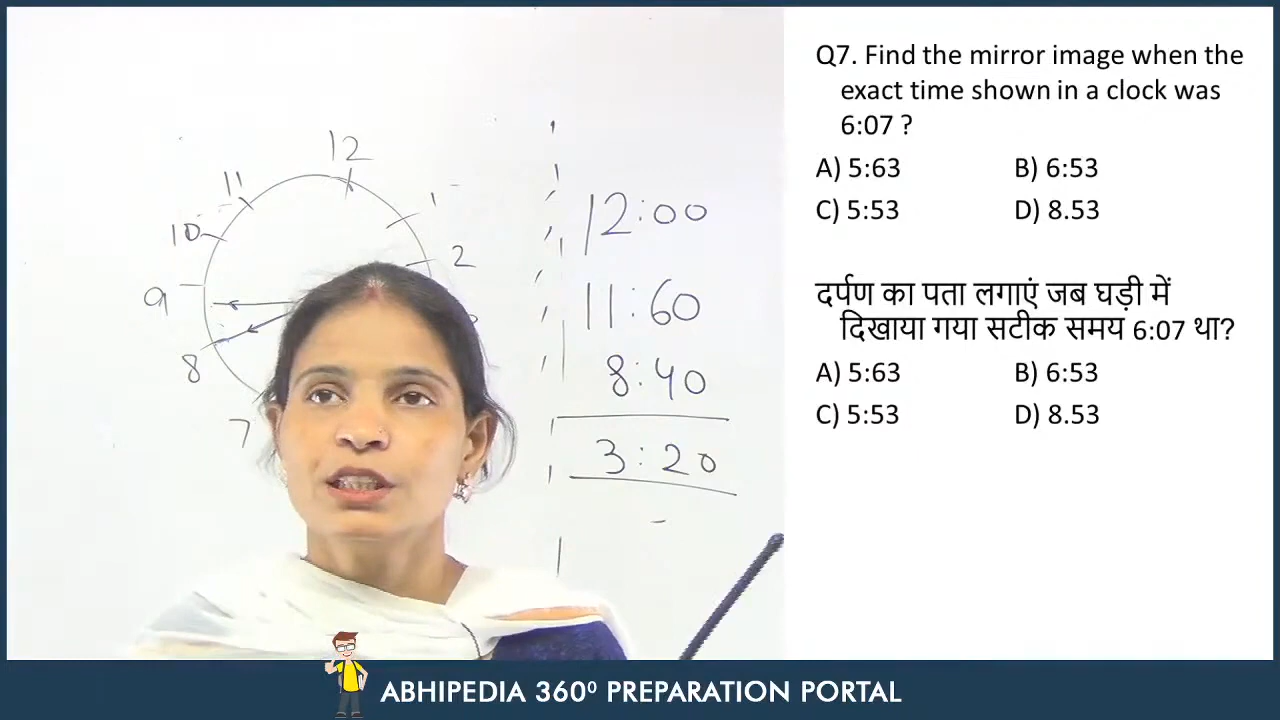 12
11
1
10
2
9
8
7
12:00
11:60
8:40
3:20
Q7. Find the mirror image when the
exact time shown in a clock was
6:07 ?
A) 5:63 B) 6:53
C) 5:53 D) 8.53
दर्पण का पता लगाएं जब घड़ी में
दिखाया गया सटीक समय 6:07 था?
A) 5:63 B) 6:53
C) 5:53 D) 8.53
ABHIPEDIA 360⁰ PREPARATION PORTAL